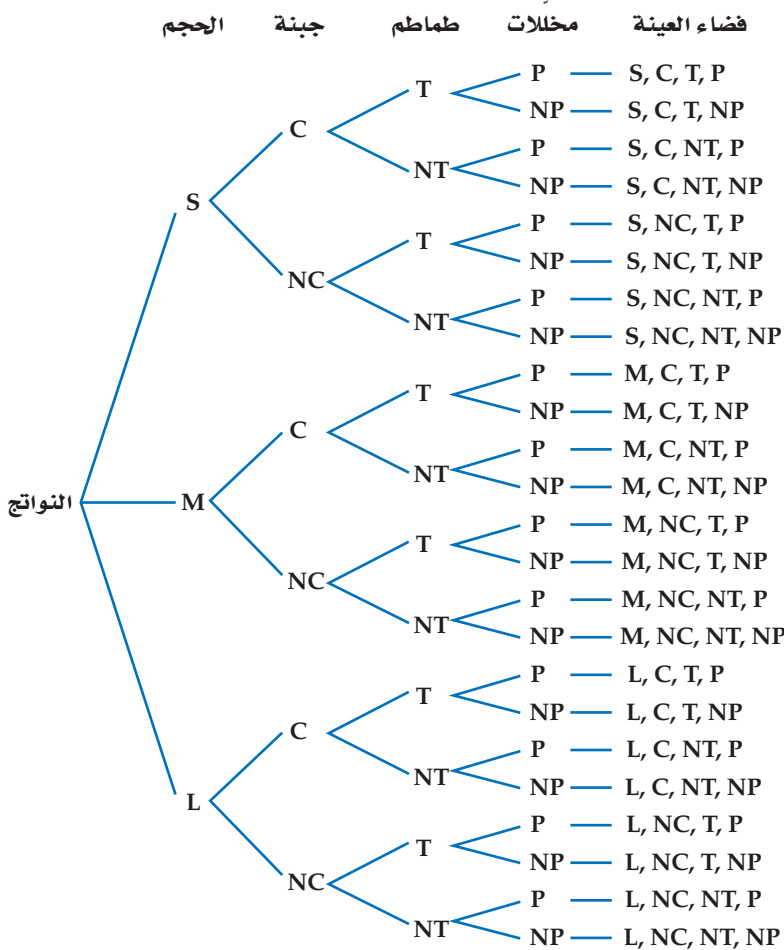 الحجم جبنة طماطم مخللات فضاء العينة
P S, C, T, P
T
NP S, C, T, NP
C
P S, C, NT, P
NT
NP S, C, NT, NP
S
P S, NC, T, P
T
NP S, NC, T, NP
NC
P S, NC, NT, P
NT
NP S, NC, NT, NP
P M, C, T, P
T
NP M, C, T, NP
C
P M, C, NT, P
NT
NP M, C, NT, NP
النواتج M
P M, NC, T, P
T
NP M, NC, T, NP
NC
P M, NC, NT, P
NT
NP M, NC, NT, NP
P L, C, T, P
T
NP L, C, T, NP
C
P L, C, NT, P
NT
NP L, C, NT, NP
L
P L, NC, T, P
T
NP L, NC, T, NP
NC
P L, NC, NT, P
NT
NP L, NC, NT, NP